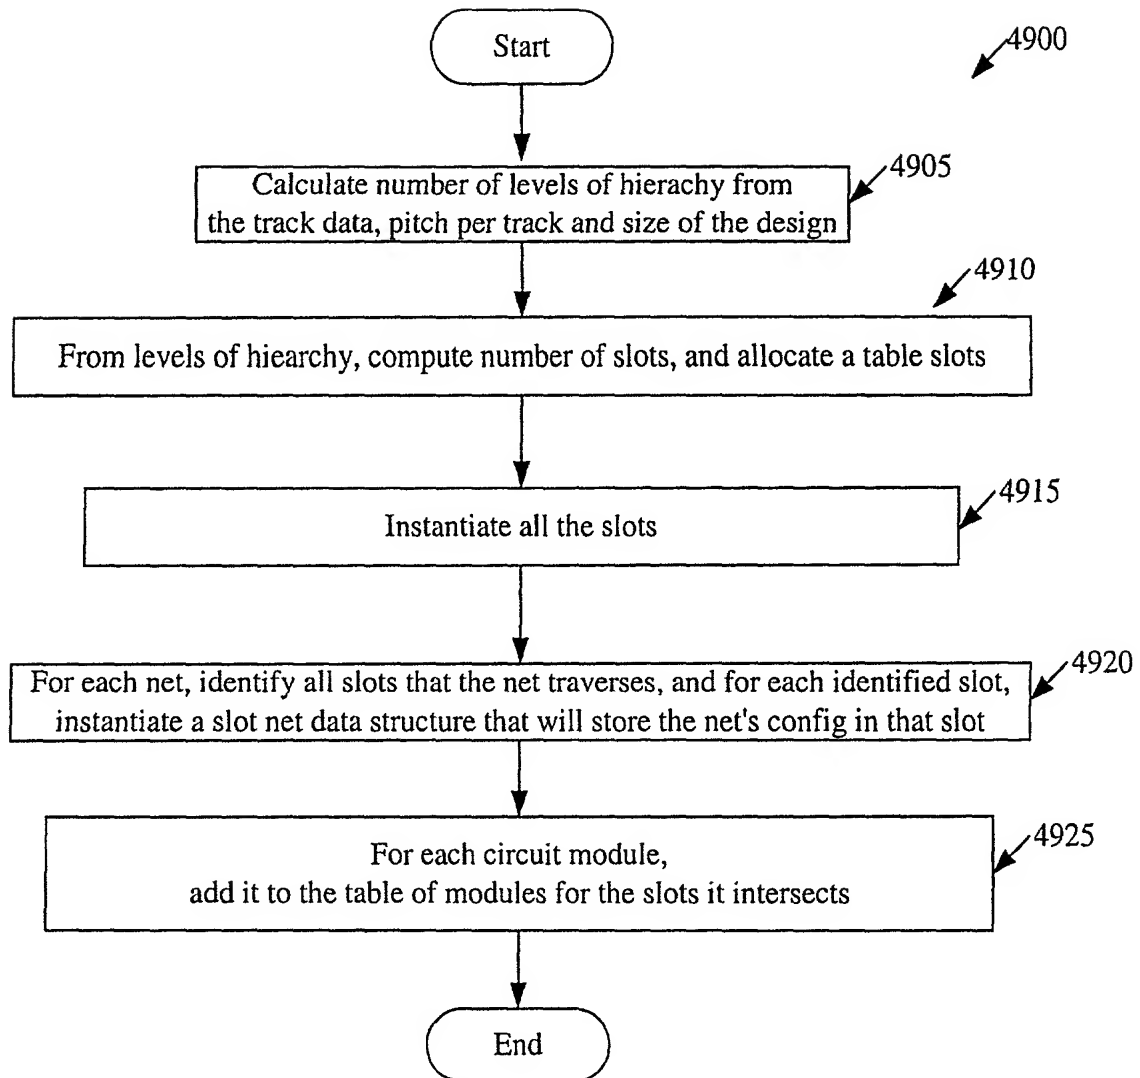 Start
4900
4905
Calculate number of levels of hierachy from
the track data, pitch per track and size of the design
4910
From levels of hiearchy, compute number of slots, and allocate a table slots
4915
Instantiate all the slots
4920
For each net, identify all slots that the net traverses, and for each identified slot,
instantiate a slot net data structure that will store the net's config in that slot
4925
For each circuit module,
add it to the table of modules for the slots it intersects
End